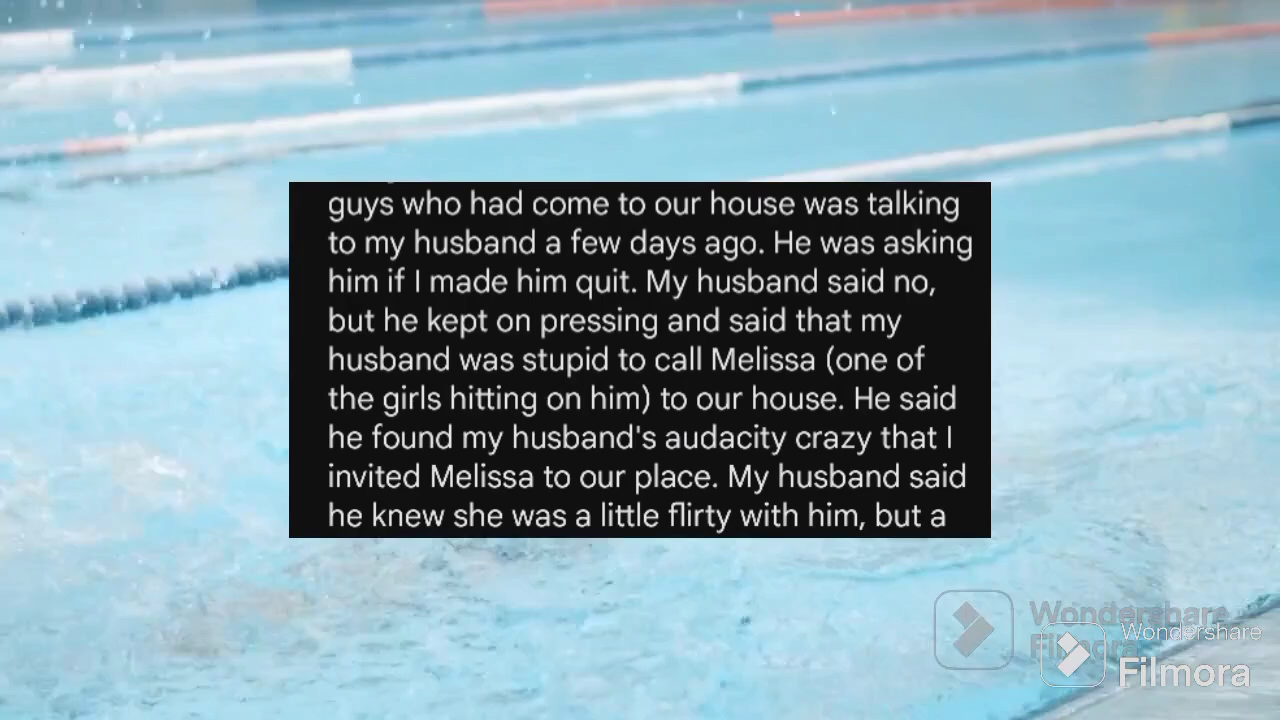 guys who had come to our house was talking
to my husband a few days ago. He was asking
him if I made him quit. My husband said no,
but he kept on pressing and said that my
husband was stupid to call Melissa (one of
the girls hitting on him) to our house. He said
he found my husband's audacity crazy that I
invited Melissa to our place. My husband said
he knew she was a little flirty with him, but a
Wondershare
Filmora
Wondershare
Filmora